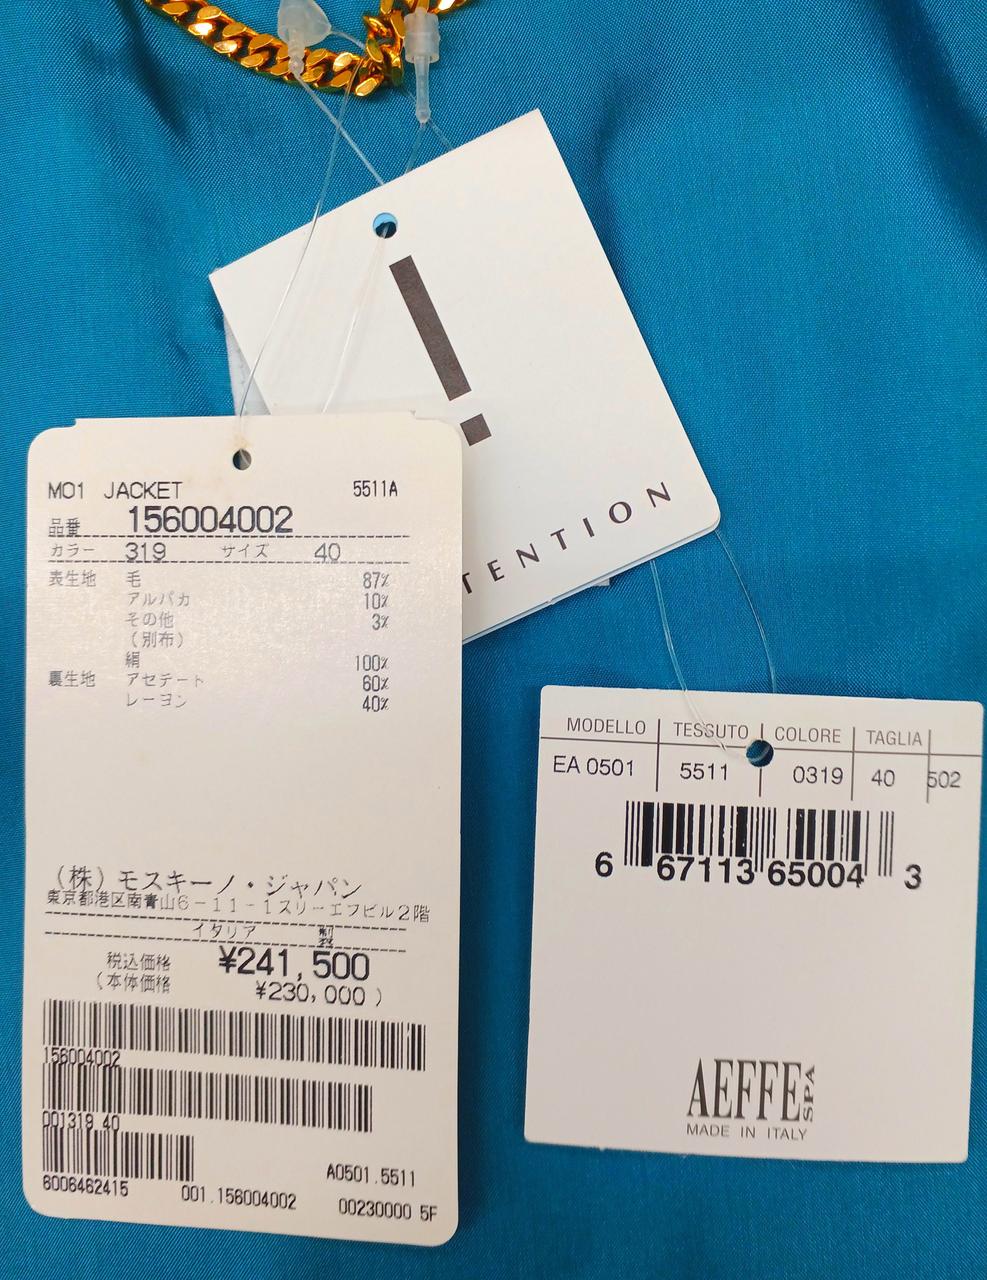 !
TENTION
M01 JACKET 5511A
品番 156004002
カラー 319 サイズ 40
表生地 毛 87%
アルパカ 10%
その他 3%
(別布)
絹 100%
裏生地 アセテート 60%
レーヨン 40%
(株)モスキーノ・ジャパン
東京都港区南青山6-11-1スリーエフビル2階
イタリア 製
税込価格 ¥241,500
(本体価格 ¥230,000)
156004002
001319 40
6006462415
A0501.5511
001.156004002 00230000 5F
MODELLO TESSUTO COLORE TAGLIA
EA 0501 5511 0319 40 502
6 67113 65004 3
AEFFE SPA
MADE IN ITALY